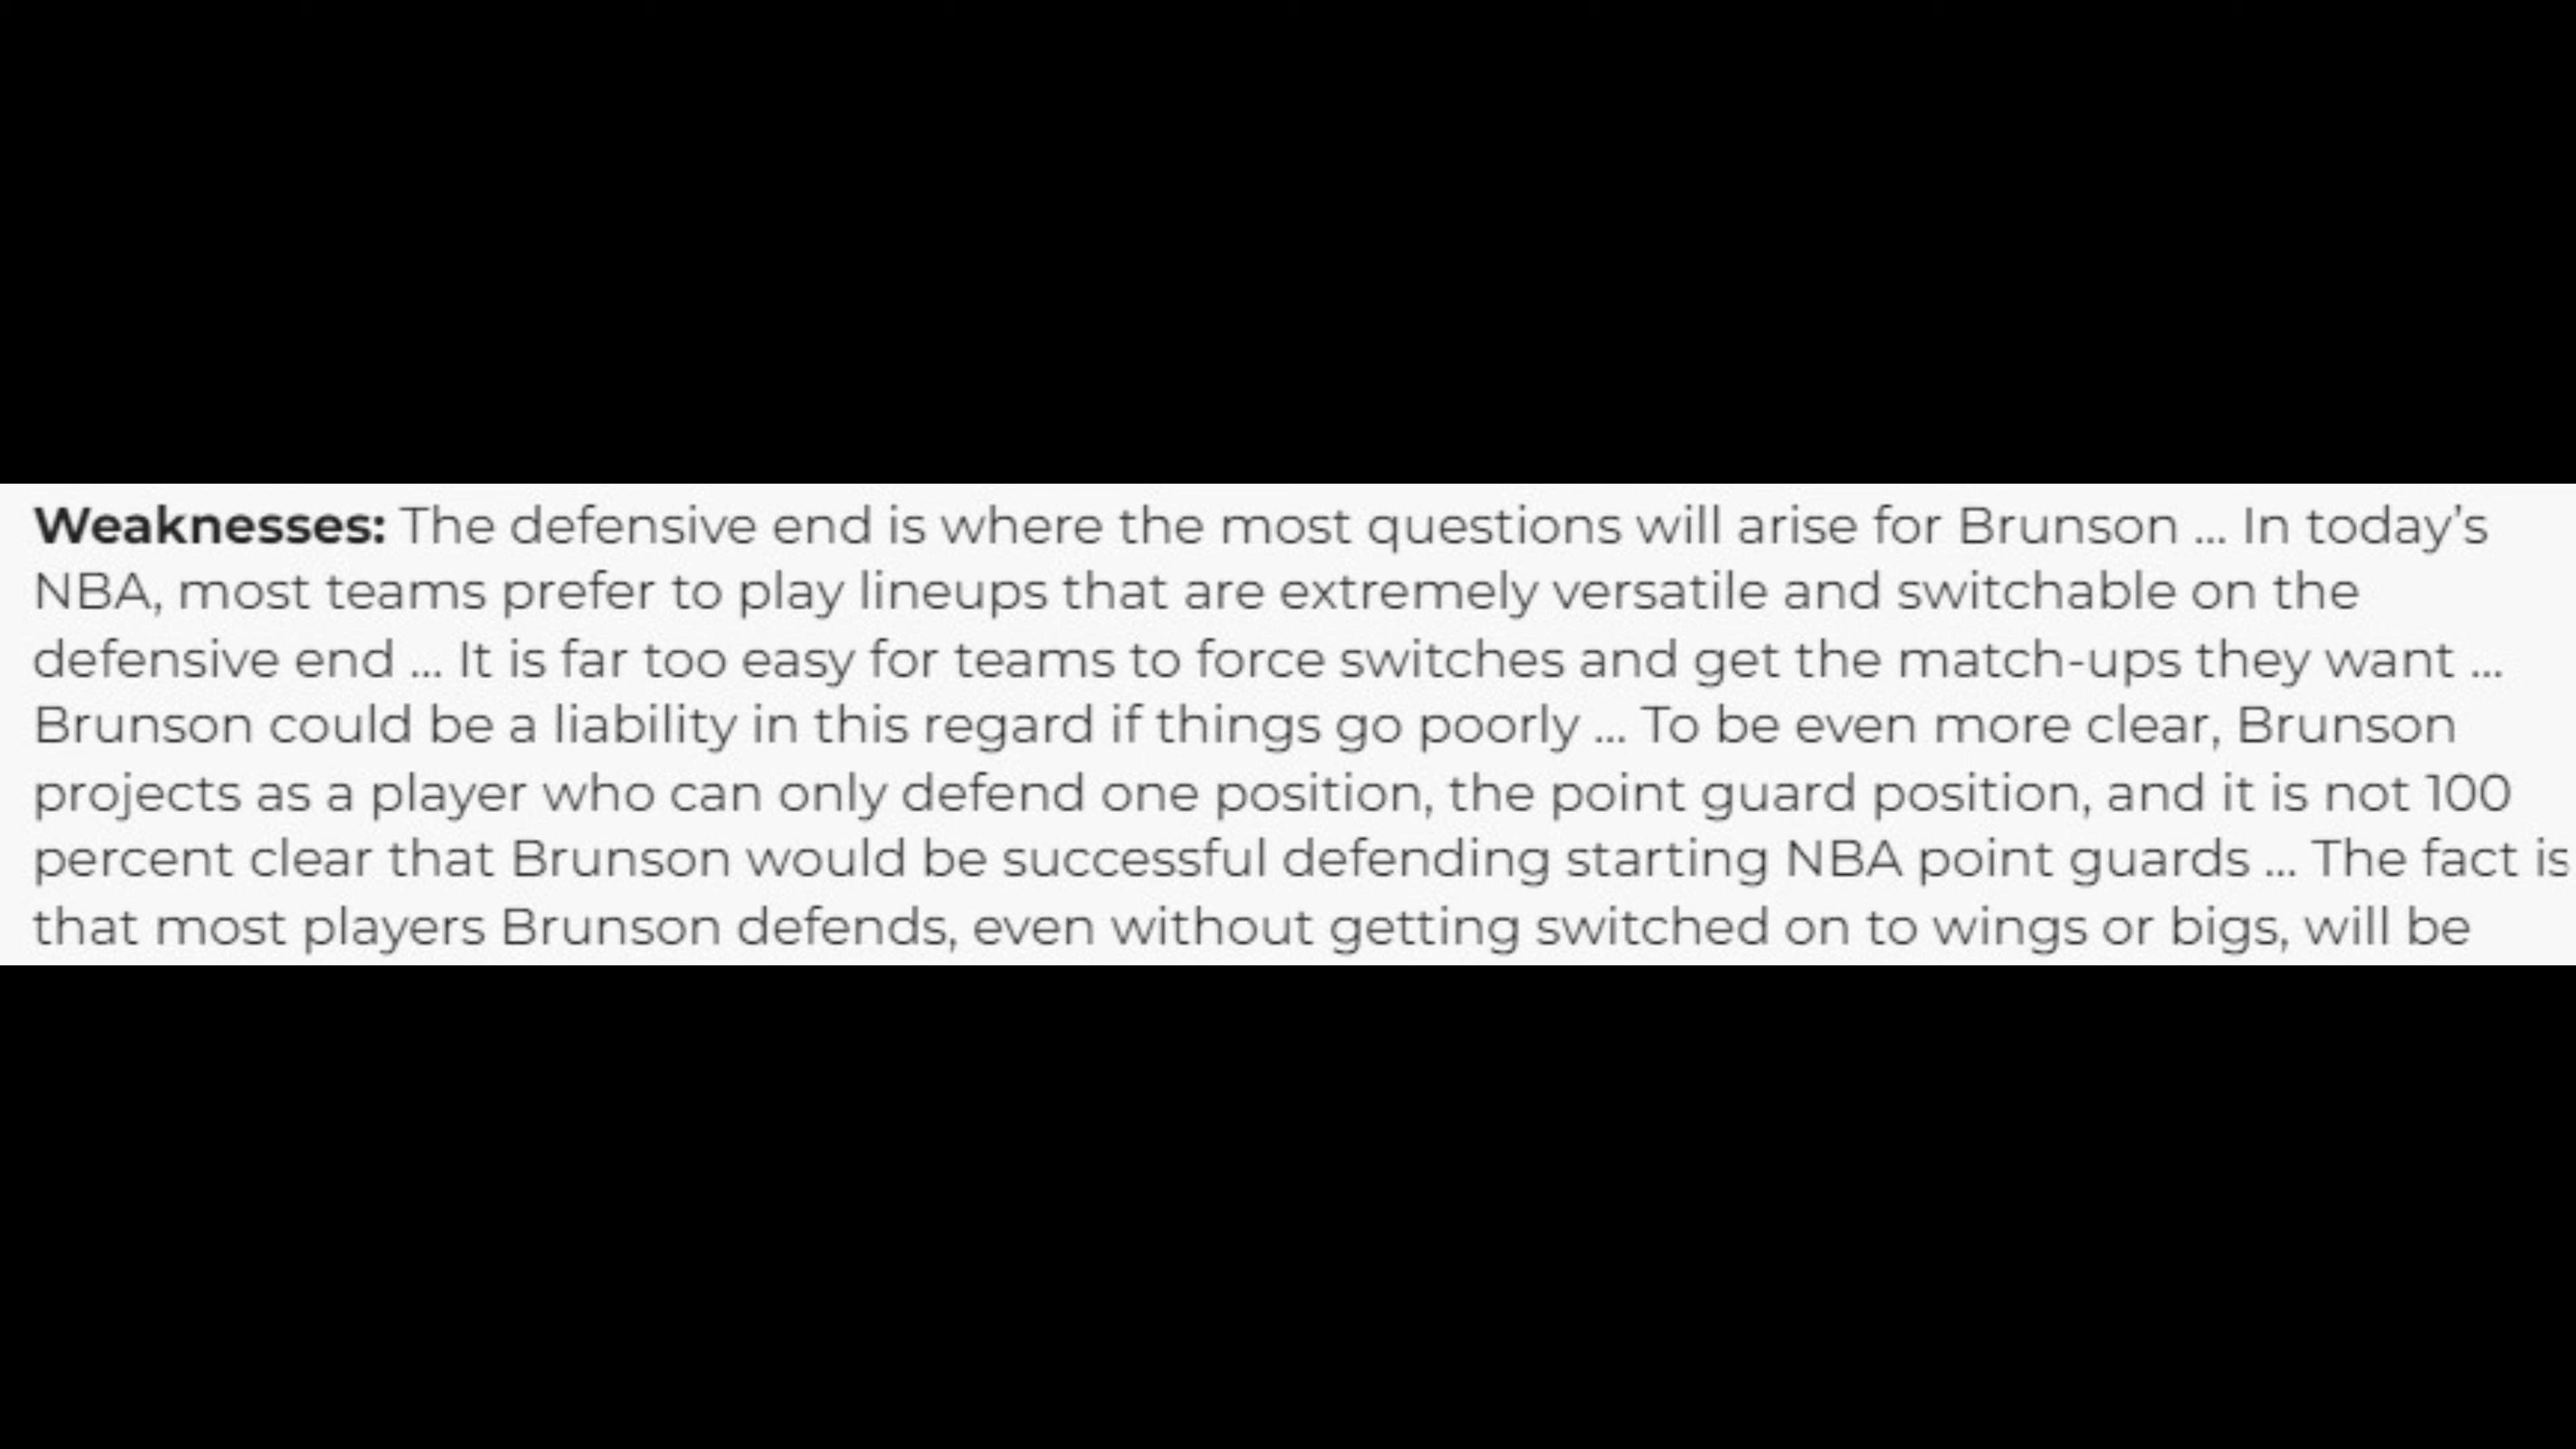 Weaknesses: The defensive end is where the most questions will arise for Brunson ... In today’s
NBA, most teams prefer to play lineups that are extremely versatile and switchable on the
defensive end ... It is far too easy for teams to force switches and get the match-ups they want ...
Brunson could be a liability in this regard if things go poorly ... To be even more clear, Brunson
projects as a player who can only defend one position, the point guard position, and it is not 100
percent clear that Brunson would be successful defending starting NBA point guards ... The fact is
that most players Brunson defends, even without getting switched on to wings or bigs, will be